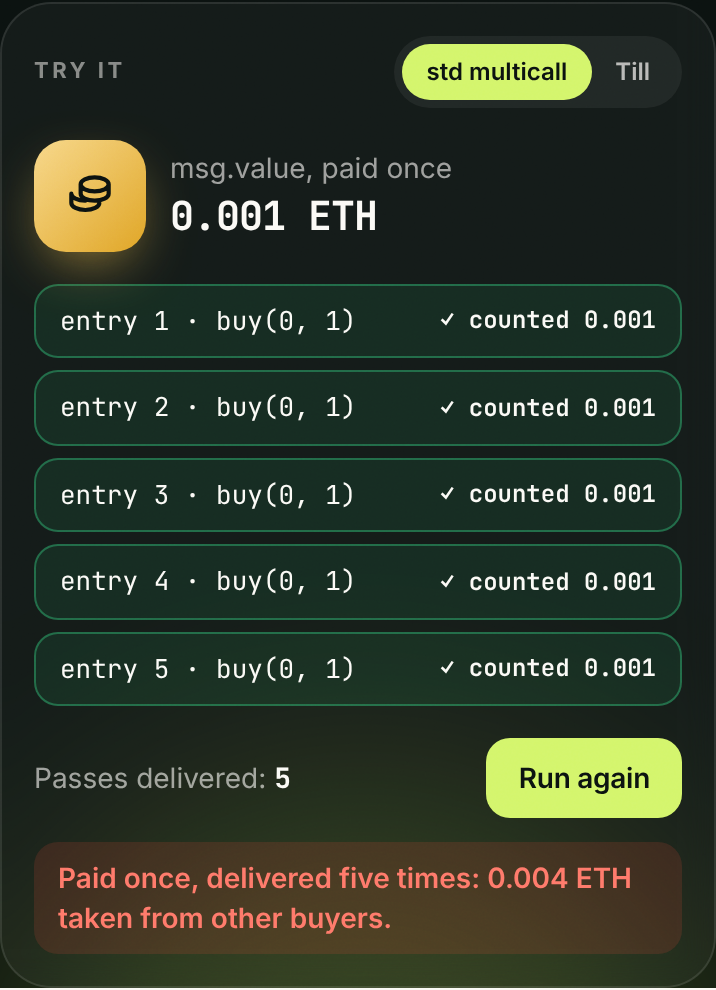 TRY IT
std multicall
Till
msg.value, paid once
0.001 ETH
entry 1 · buy(0, 1) ✓ counted 0.001
entry 2 · buy(0, 1) ✓ counted 0.001
entry 3 · buy(0, 1) ✓ counted 0.001
entry 4 · buy(0, 1) ✓ counted 0.001
entry 5 · buy(0, 1) ✓ counted 0.001
Passes delivered: 5
Run again
Paid once, delivered five times: 0.004 ETH
taken from other buyers.